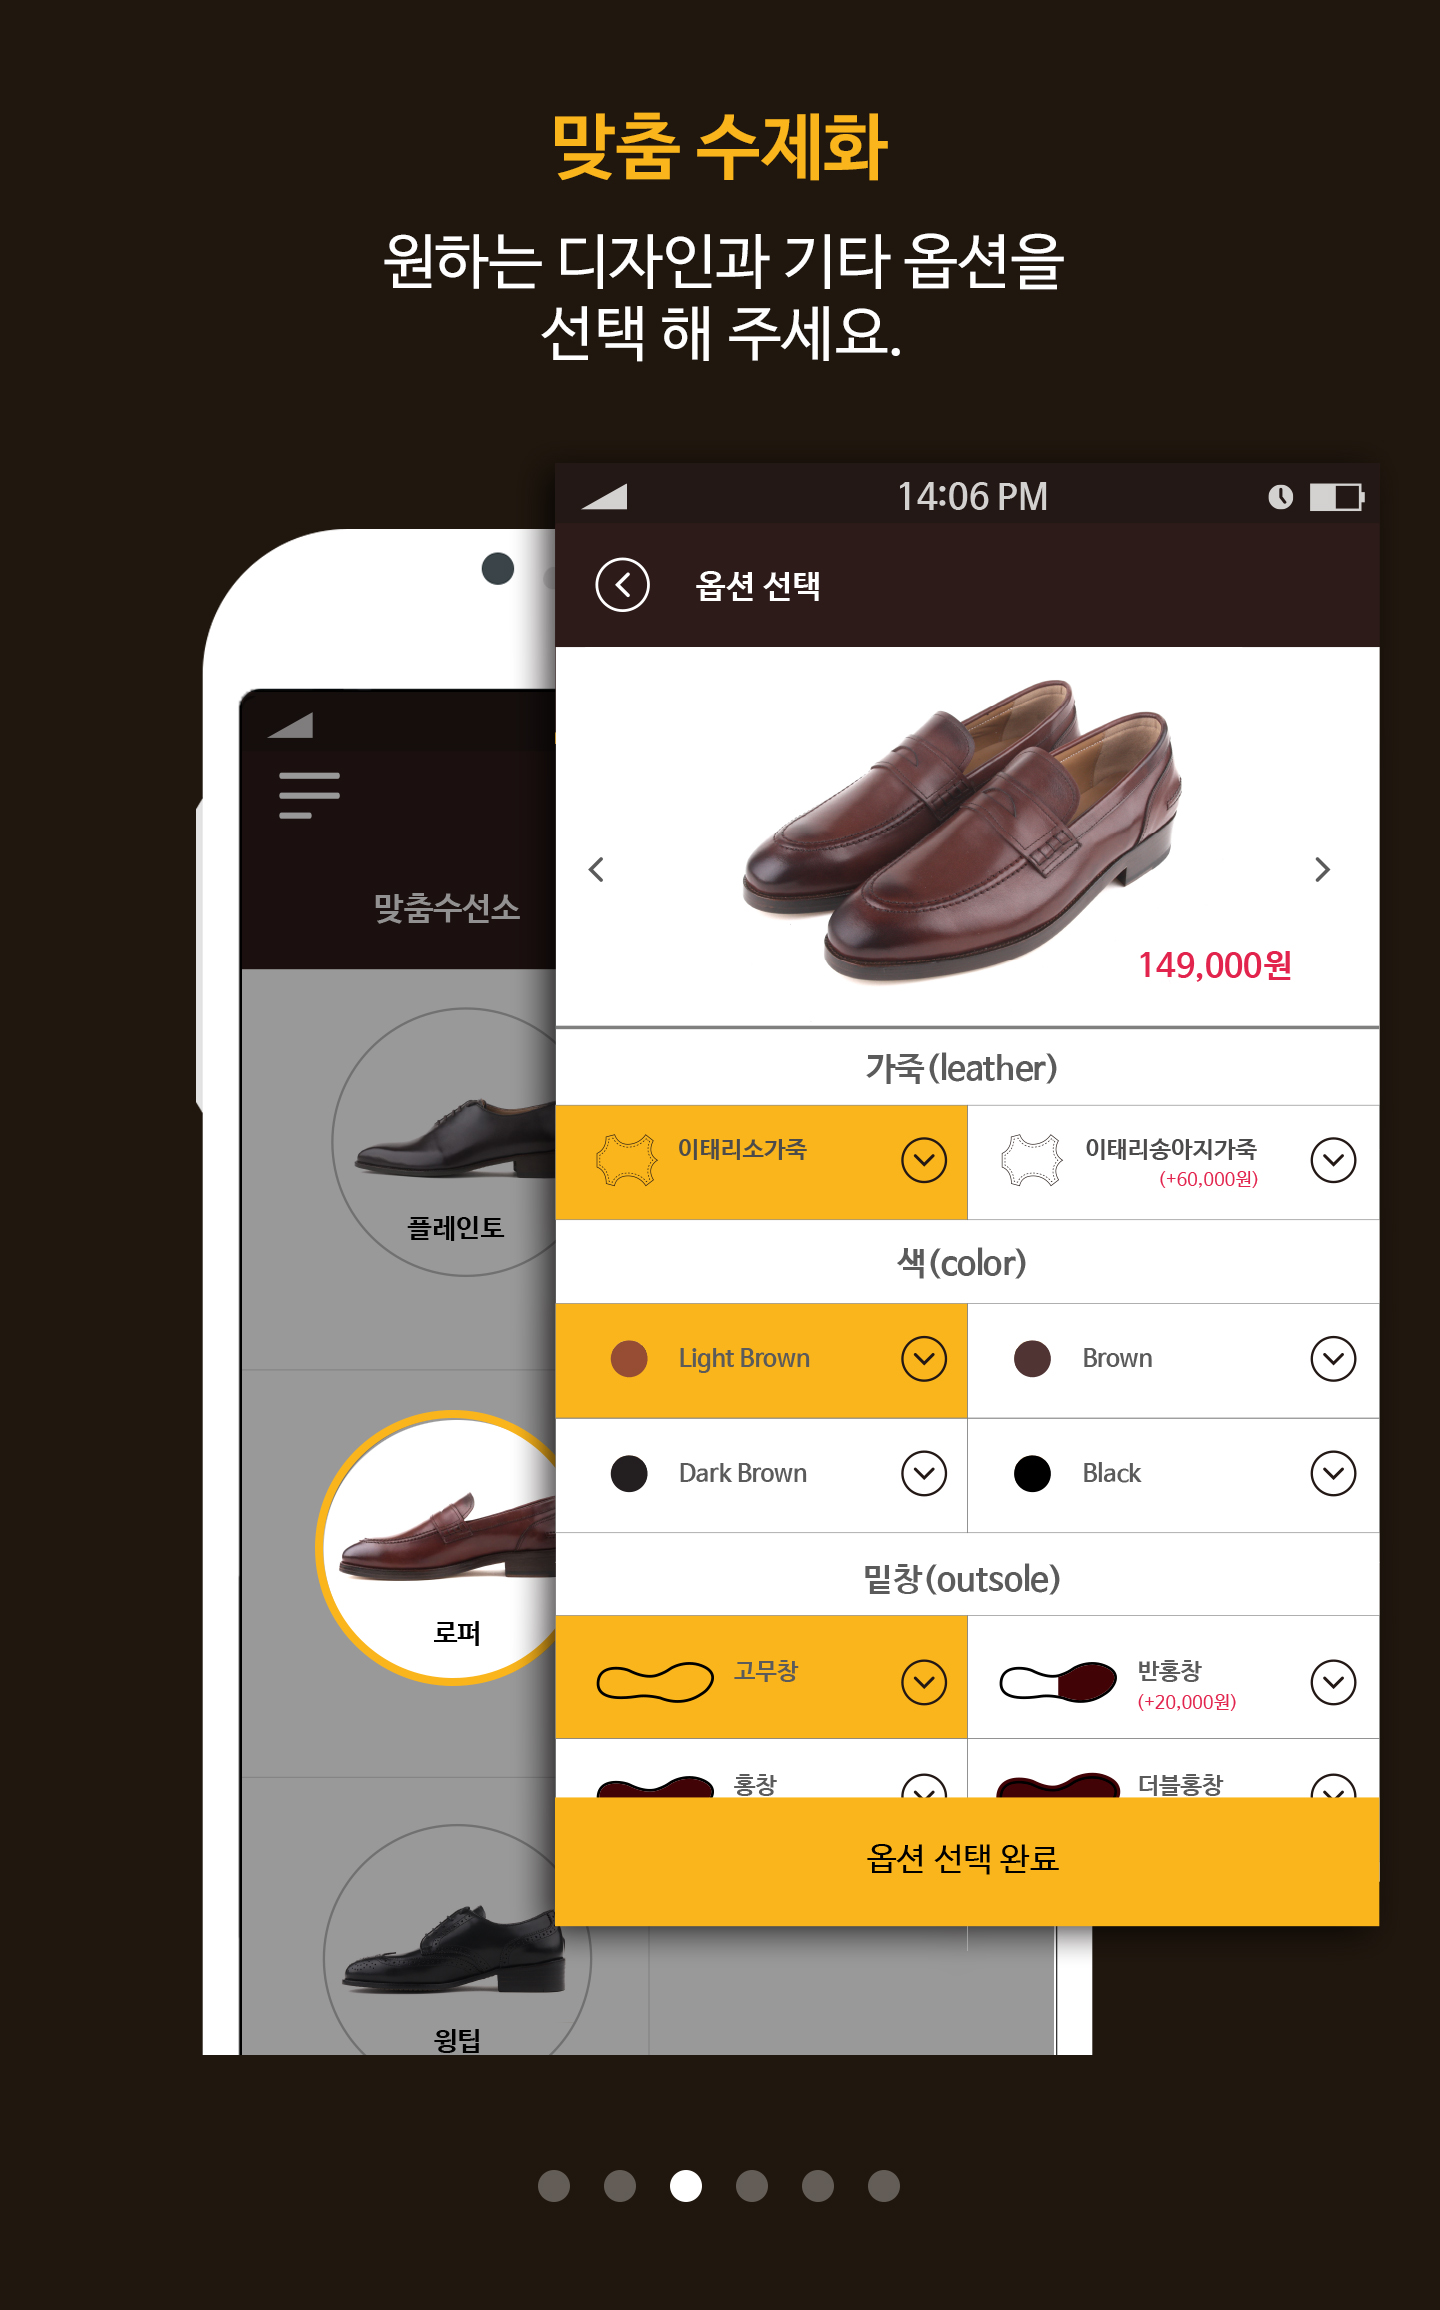 맞춤 수제화
원하는 디자인과 기타 옵션을
선택 해 주세요.
14:06 PM
옵션 선택
맞춤수선소
149,000원
가죽(leather)
이태리소가죽
이태리송아지가죽
(+60,000원)
플레인토
색(color)
Light Brown
Brown
Dark Brown
Black
로퍼
밑창(outsole)
고무창
반홍창
(+20,000원)
홍창
더블홍창
옵션 선택 완료
윙팁